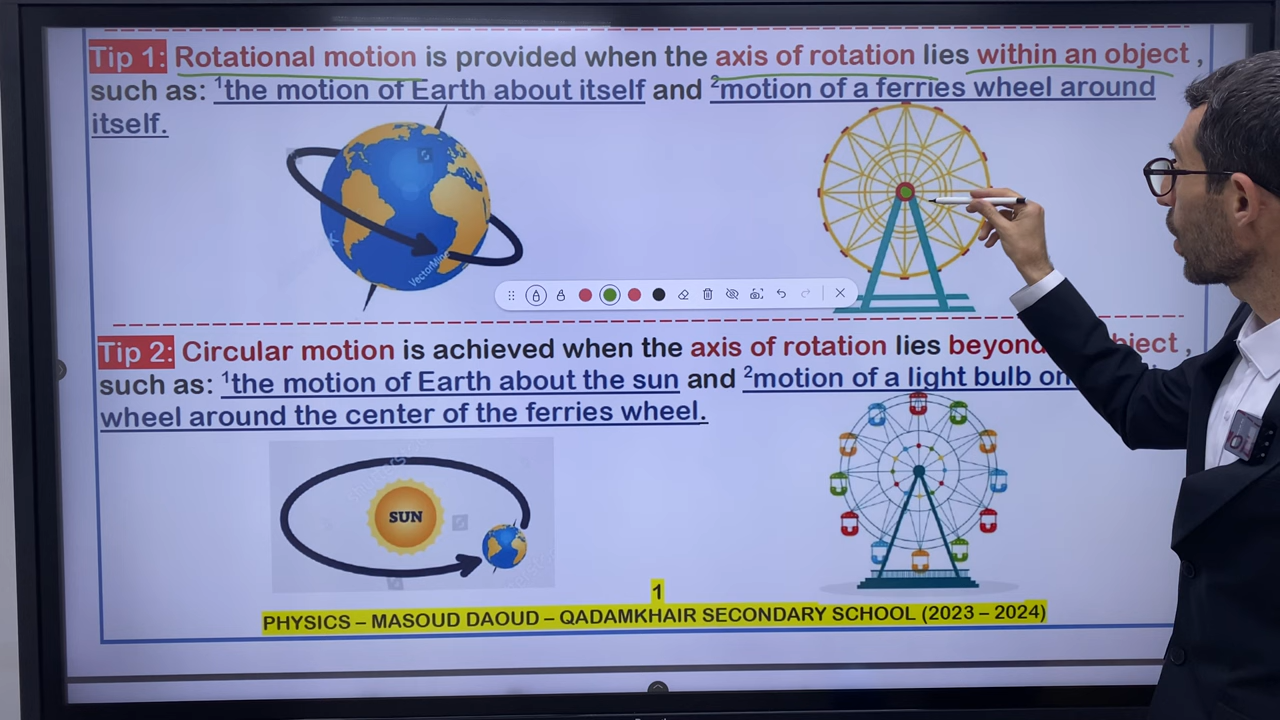 Tip 1: Rotational motion is provided when the axis of rotation lies within an object ,
such as: ¹the motion of Earth about itself and ²motion of a ferries wheel around
itself.
VectorMin
Tip 2: Circular motion is achieved when the axis of rotation lies beyond ,
such as: ¹the motion of Earth about the sun and ²motion of a light bulb on
wheel around the center of the ferries wheel.
SUN
1
PHYSICS – MASOUD DAOUD – QADAMKHAIR SECONDARY SCHOOL (2023 – 2024)